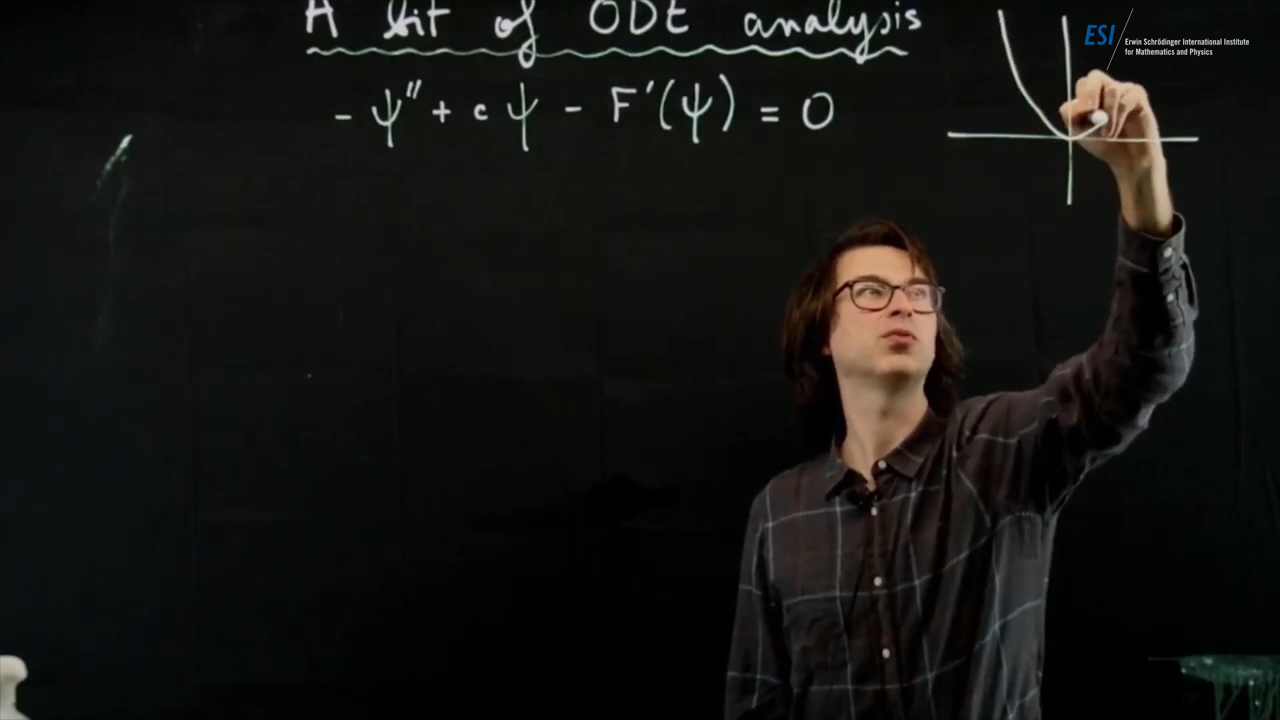 A bit of ODE analysis
- ψ'' + c ψ - F'(ψ) = 0
ESI
Erwin Schrödinger International Institute
for Mathematics and Physics